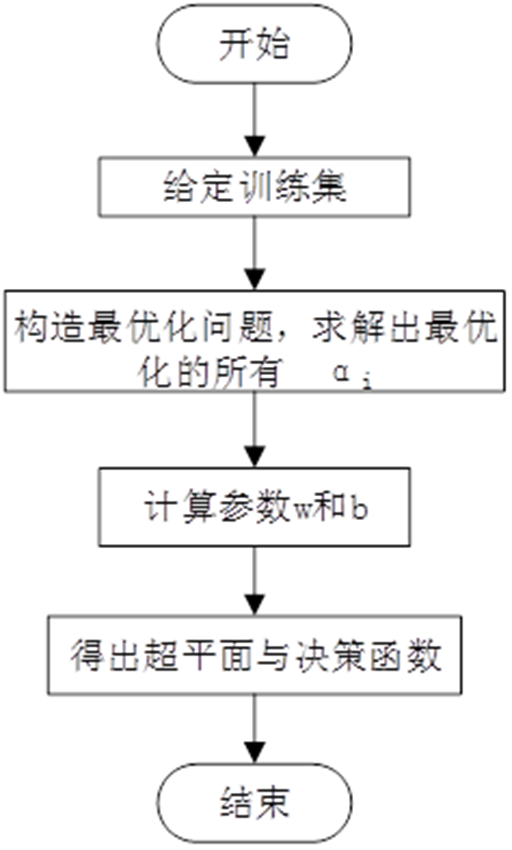 开始
给定训练集
构造最优化问题，求解出最优
化的所有 αi
计算参数w和b
得出超平面与决策函数
结束